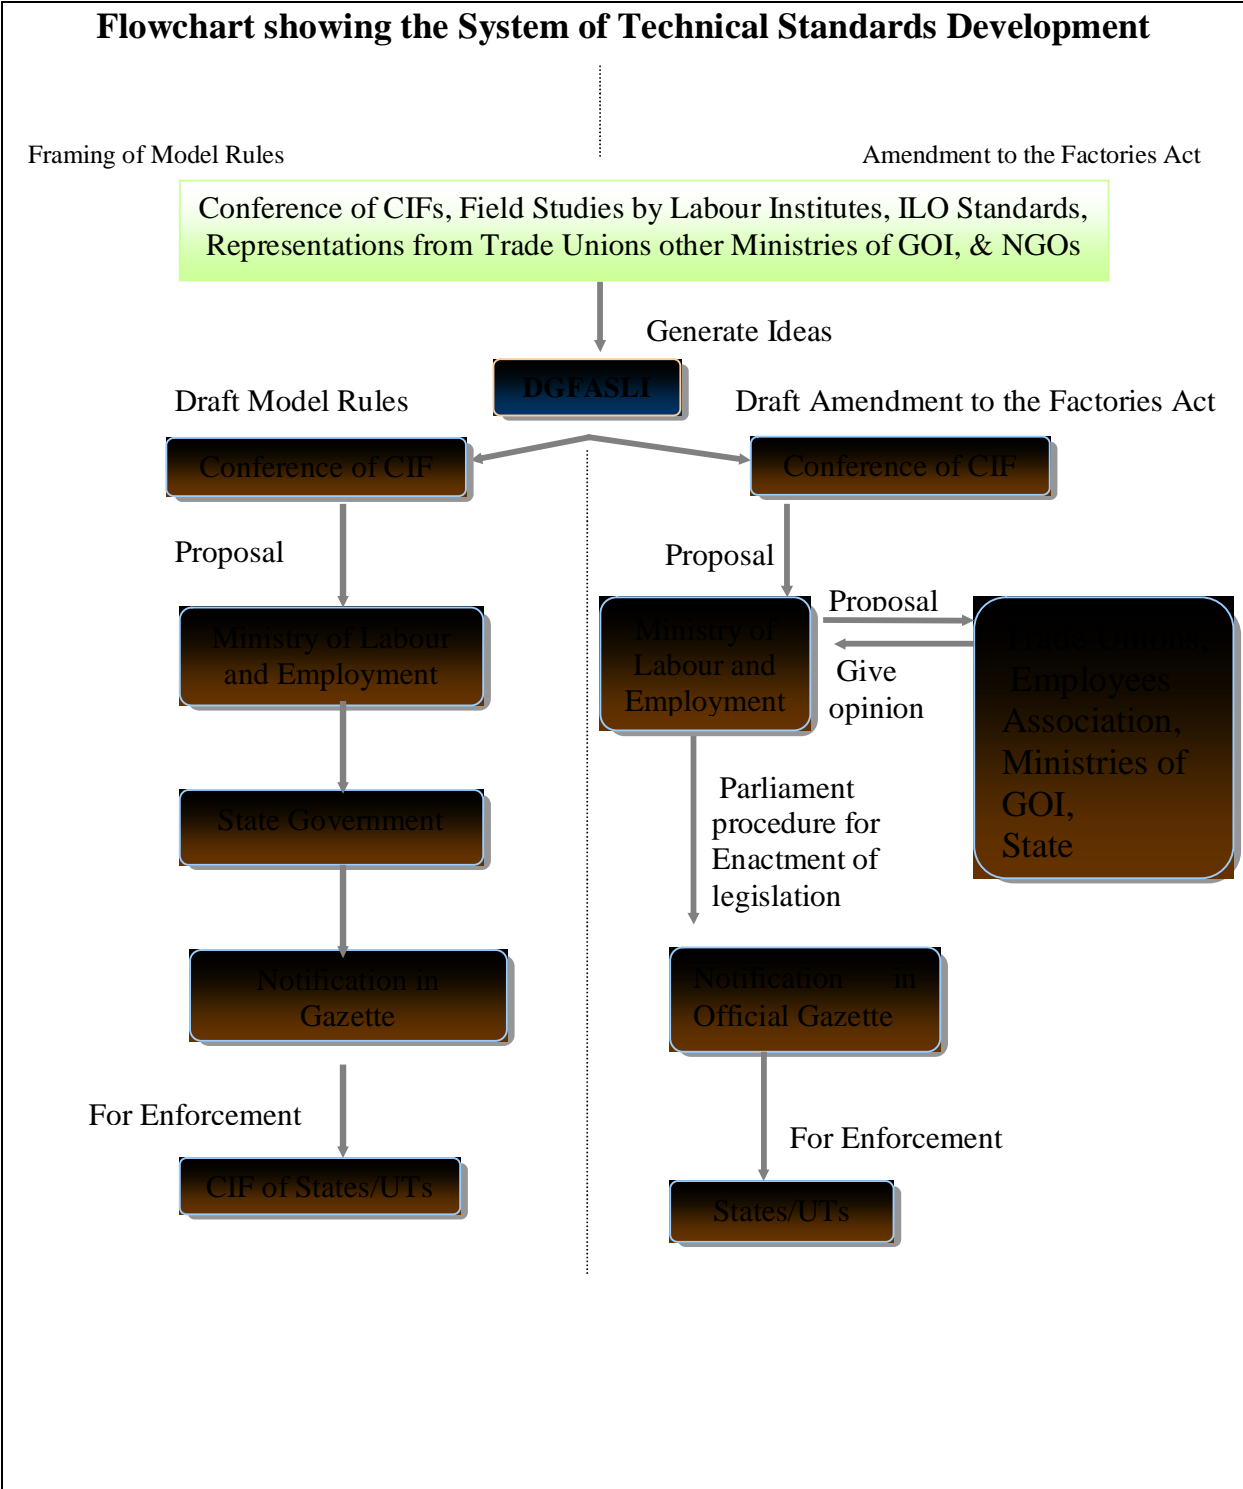 Flowchart showing the System of Technical Standards Development
Framing of Model Rules
Amendment to the Factories Act
Conference of CIFs, Field Studies by Labour Institutes, ILO Standards,
Representations from Trade Unions other Ministries of GOI, & NGOs
Generate Ideas
DGFASLI
Draft Model Rules
Draft Amendment to the Factories Act
Conference of CIF
Proposal
Ministry of Labour
and Employment
State Government
Notification in
Gazette
For Enforcement
CIF of States/UTs
Conference of CIF
Proposal
Ministry of
Labour and
Employment
Proposal
Give
opinion
Trade Unions,
Employees
Association,
Ministries of
GOI,
State
Parliament
procedure for
Enactment of
legislation
Notification in
Official Gazette
For Enforcement
States/UTs